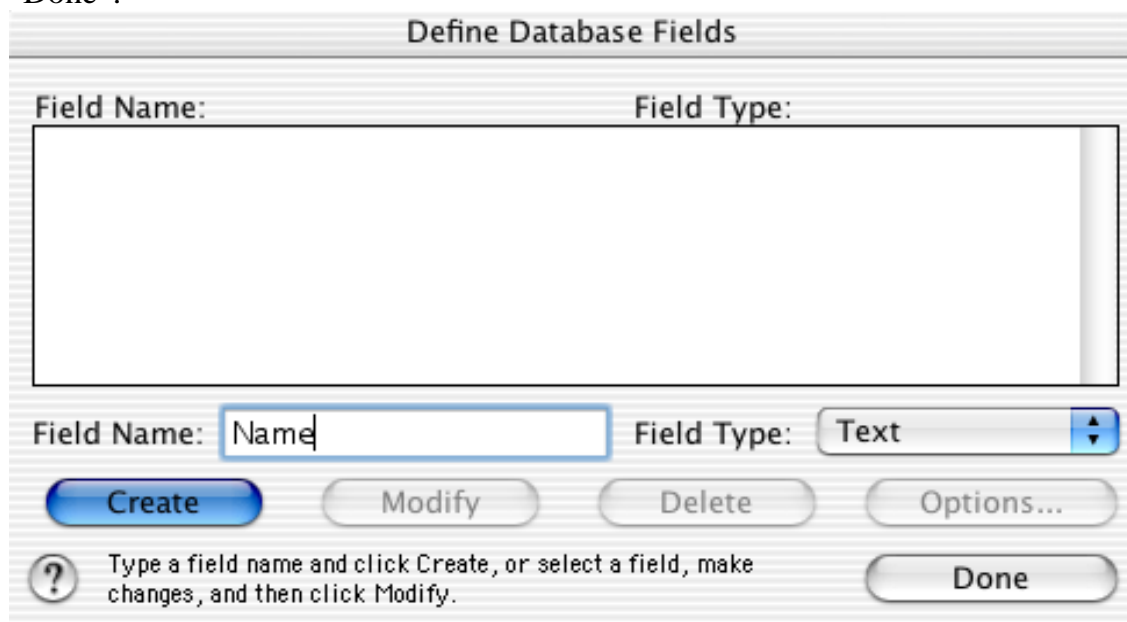 Done".
Define Database Fields
Field Name: Field Type:
Field Name: Name Field Type: Text
Create Modify Delete Options...
? Type a field name and click Create, or select a field, make
changes, and then click Modify.
Done